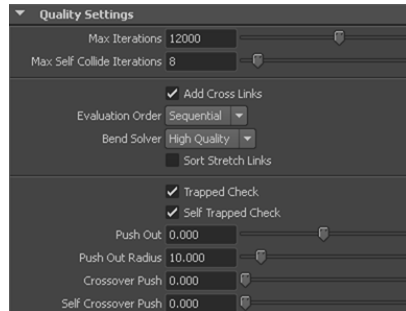 Quality Settings
Max Iterations 12000
Max Self Collide Iterations 8
Add Cross Links
Evaluation Order Sequential
Bend Solver High Quality
Sort Stretch Links
Trapped Check
Self Trapped Check
Push Out 0.000
Push Out Radius 10.000
Crossover Push 0.000
Self Crossover Push 0.000